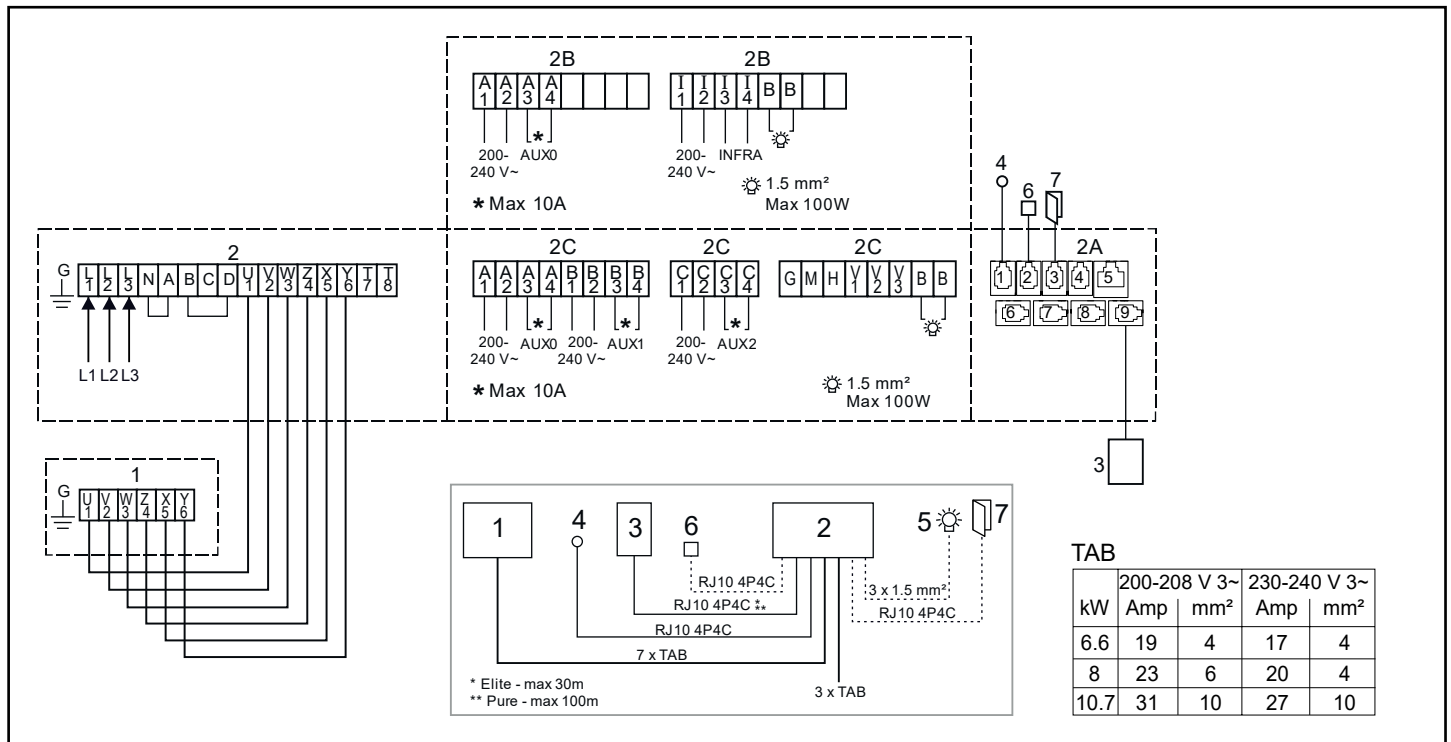 2B
A1 A2 A3 A4
200-240 V~
* AUX0
* Max 10A
2B
I1 I2 I3 I4 B B
200-240 V~
INFRA
1.5 mm²
Max 100W
2
G L1 L2 L3 N A B C D U1 V2 W3 Z4 X5 Y6 T7 T8
L1 L2 L3
2C
A1 A2 A3 A4 B1 B2 B3 B4
200-240 V~
* AUX0
200-240 V~
* AUX1
* Max 10A
2C
C1 C2 C3 C4
200-240 V~
* AUX2
2C
G M H V1 V2 V3 B B
1.5 mm²
Max 100W
4
6
7
2A
1 2 3 4 5
6 7 8 9
3
1
G U1 V2 W3 Z4 X5 Y6
1 4 3 6 2 5 7
RJ10 4P4C
3 x 1.5 mm²
RJ10 4P4C * **
RJ10 4P4C
RJ10 4P4C
7 x TAB
3 x TAB
* Elite - max 30m
** Pure - max 100m
TAB
200-208 V 3~ 230-240 V 3~
kW Amp mm² Amp mm²
6.6 19 4 17 4
8 23 6 20 4
10.7 31 10 27 10